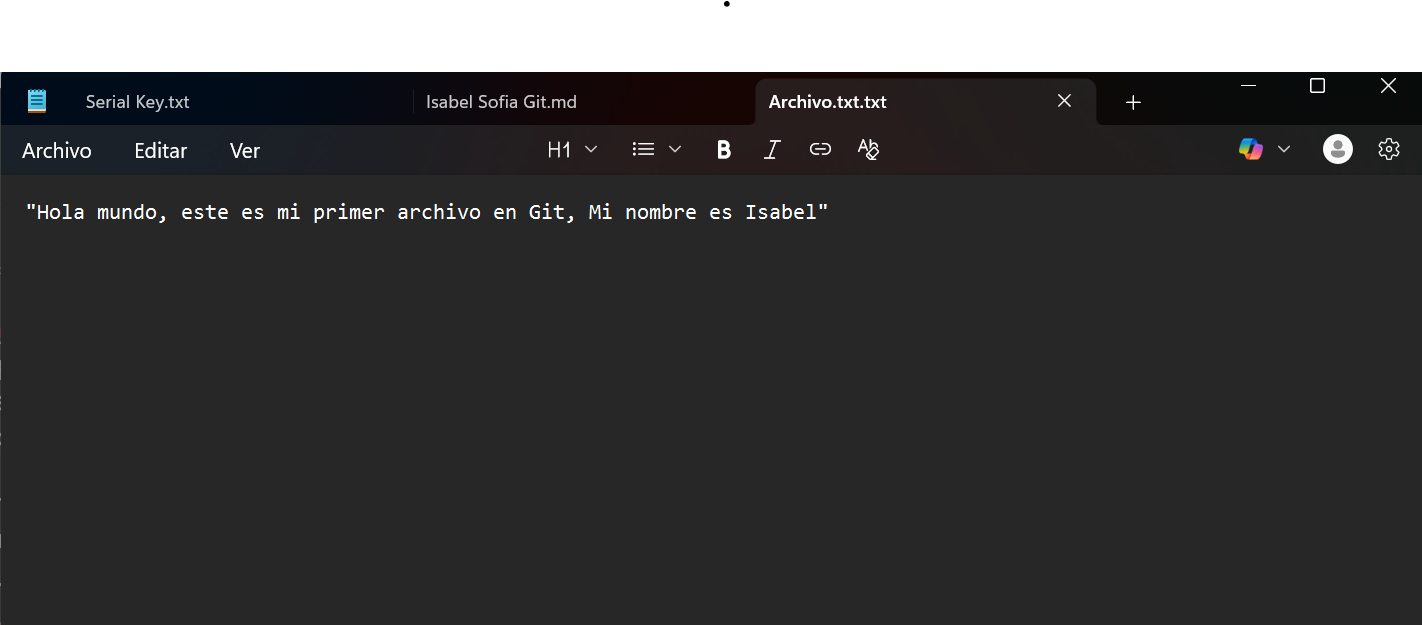 Serial Key.txt
Isabel Sofia Git.md
Archivo.txt.txt
Archivo Editar Ver H1 B I Ab
"Hola mundo, este es mi primer archivo en Git, Mi nombre es Isabel"